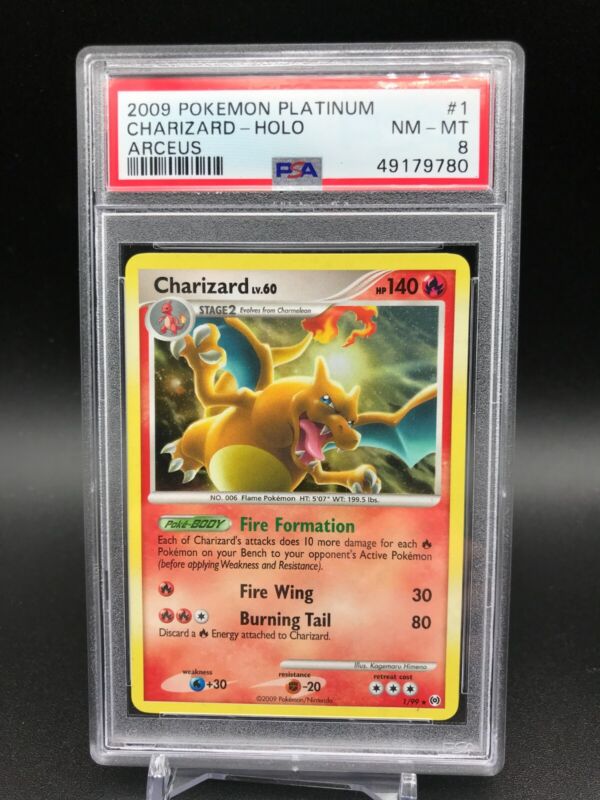 2009 POKEMON PLATINUM #1
CHARIZARD - HOLO NM - MT
ARCEUS 8
PSA 49179780
Charizard LV.60 HP 140
STAGE2 Evolves from Charmeleon
NO. 006 Flame Pokémon HT: 5'07" WT: 199.5 lbs.
Poké-BODY Fire Formation
Each of Charizard's attacks does 10 more damage for each
Pokémon on your Bench to your opponent's Active Pokémon
(before applying Weakness and Resistance).
Fire Wing 30
Burning Tail 80
Discard a Energy attached to Charizard.
Illus. Kagemaru Himeno
weakness resistance retreat cost
+30 -20
©2009 Pokémon/Nintendo.
1/99